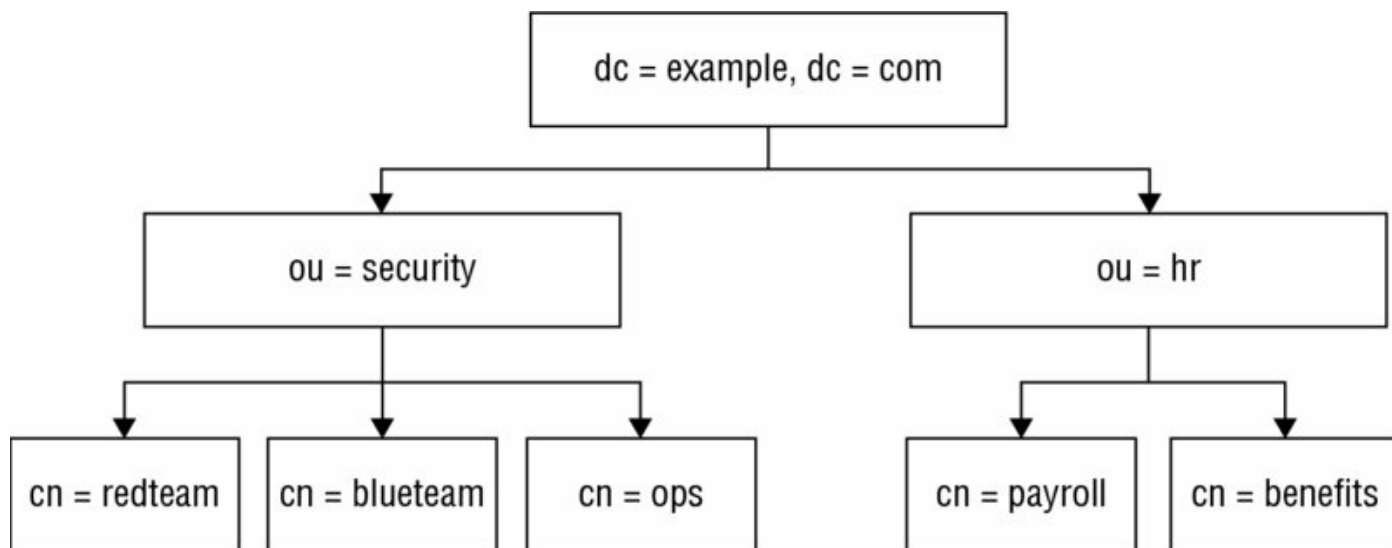 dc = example, dc = com
ou = security
ou = hr
cn = redteam
cn = blueteam
cn = ops
cn = payroll
cn = benefits